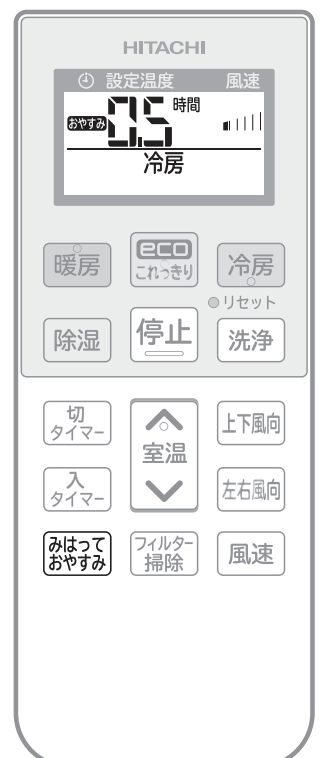 HITACHI
設定温度 風速
おやすみ 0.5 時間
冷房
暖房 eco これっきり 冷房
リセット
除湿 停止 洗浄
切タイマー 室温 上下風向
入タイマー 左右風向
みはっておやすみ フィルター掃除 風速